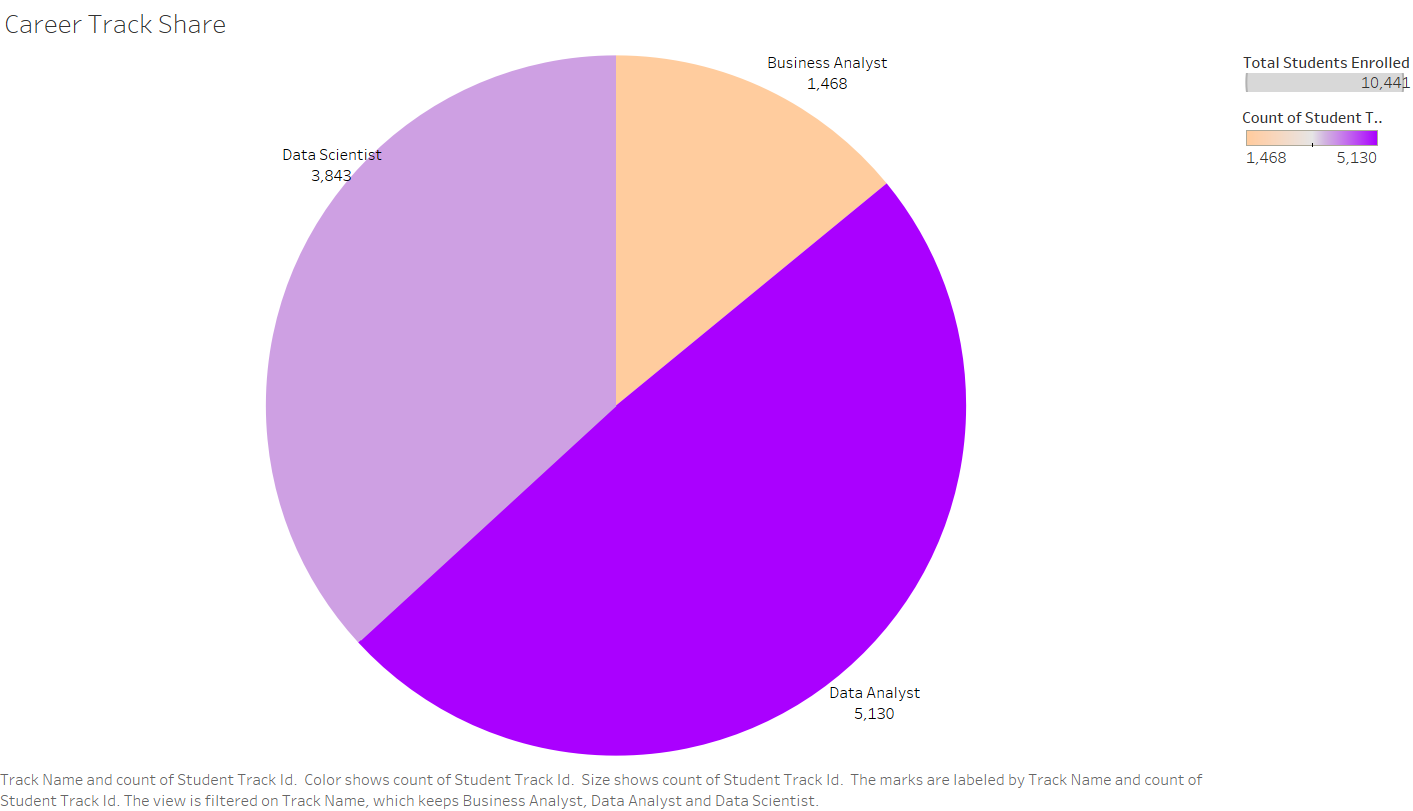 Career Track Share
Business Analyst
1,468
Data Scientist
3,843
Data Analyst
5,130
Total Students Enrolled
10,441
Count of Student T..
1,468 5,130
Track Name and count of Student Track Id.  Color shows count of Student Track Id.  Size shows count of Student Track Id.  The marks are labeled by Track Name and count of
Student Track Id. The view is filtered on Track Name, which keeps Business Analyst, Data Analyst and Data Scientist.